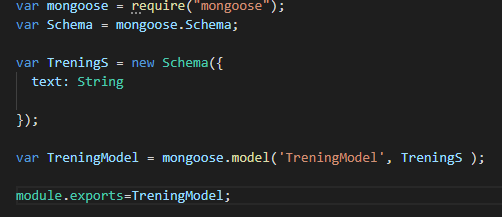 var mongoose = require("mongoose");
var Schema = mongoose.Schema;
var TreningS = new Schema({
text: String
});
var TreningModel = mongoose.model('TreningModel', TreningS );
module.exports=TreningModel;